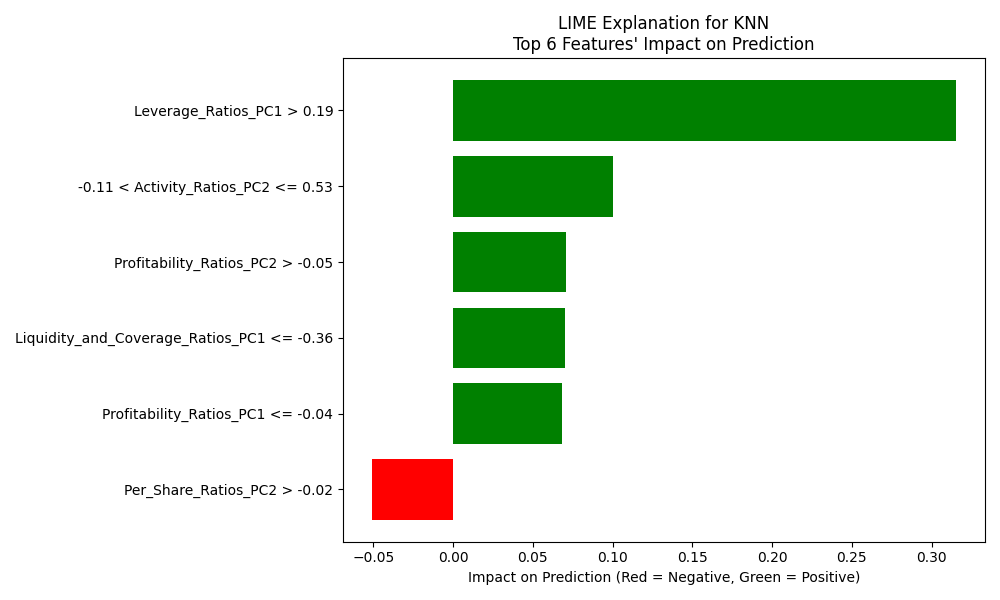 LIME Explanation for KNN
Top 6 Features' Impact on Prediction
Leverage_Ratios_PC1 > 0.19
-0.11 < Activity_Ratios_PC2 <= 0.53
Profitability_Ratios_PC2 > -0.05
Liquidity_and_Coverage_Ratios_PC1 <= -0.36
Profitability_Ratios_PC1 <= -0.04
Per_Share_Ratios_PC2 > -0.02
−0.05 0.00 0.05 0.10 0.15 0.20 0.25 0.30
Impact on Prediction (Red = Negative, Green = Positive)